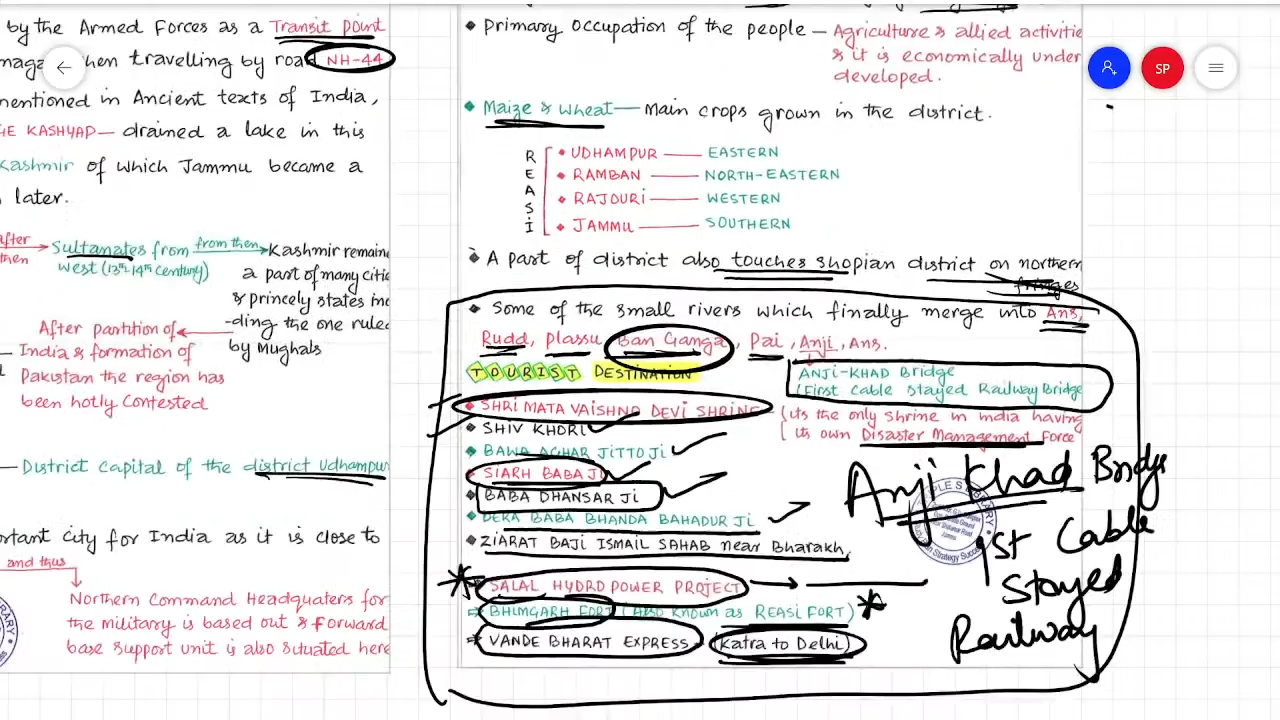 by the Armed Forces as a Transit point
when travelling by road NH-44
mentioned in Ancient texts of India,
KASHYAP— drained a lake in this
Kashmir of which Jammu became a
later.
after then
Sultanates from west (13th-14th century)
from then
Kashmir remain
a part of many citi
& princely states inc
-ding the one rule
by Mughals
After partition of
India & formation of
Pakistan the region has
been hotly contested
— District Capital of the district Udhampur
ortant city for India as it is close to
and thus
Northern Command Headquaters for
the military is based out & forward
base support unit is also situated here
Primary Occupation of the people — Agriculture & allied activitie
& it is economically under
developed.
Maize & wheat— main crops grown in the district.
REASI
UDHAMPUR — EASTERN
RAMBAN — NORTH-EASTERN
RAJOURI — WESTERN
JAMMU — SOUTHERN
A part of district also touches shopian district on northern
fringes
Some of the small rivers which finally merge into Ans,
Rudd, Plassu, Ban Ganga, Pai, Anji, Ans.
TOURIST DESTINATION
ANJI-KHAD BRIDGE
(First Cable stayed Railway Bridge
SHRI MATA VAISHNO DEVI SHRINE — (its the only shrine in india having
its own Disaster Management Force
SHIV KHORI
BAWA AGHAR JITTO JI
SIARH BABA JI
BABA DHANSAR Ji
DERA BABA BHANDA BAHADUR JI
ZIARAT BAJI ISMAIL SAHAB near Bharakh,
SALAL HYDRO POWER PROJECT
BHIMGARH FORT (also known as REASI FORT)
VANDE BHARAT EXPRESS (Katra to Delhi)
Anji Khad Bridge
1st Cable
Stayed
Railway
SP